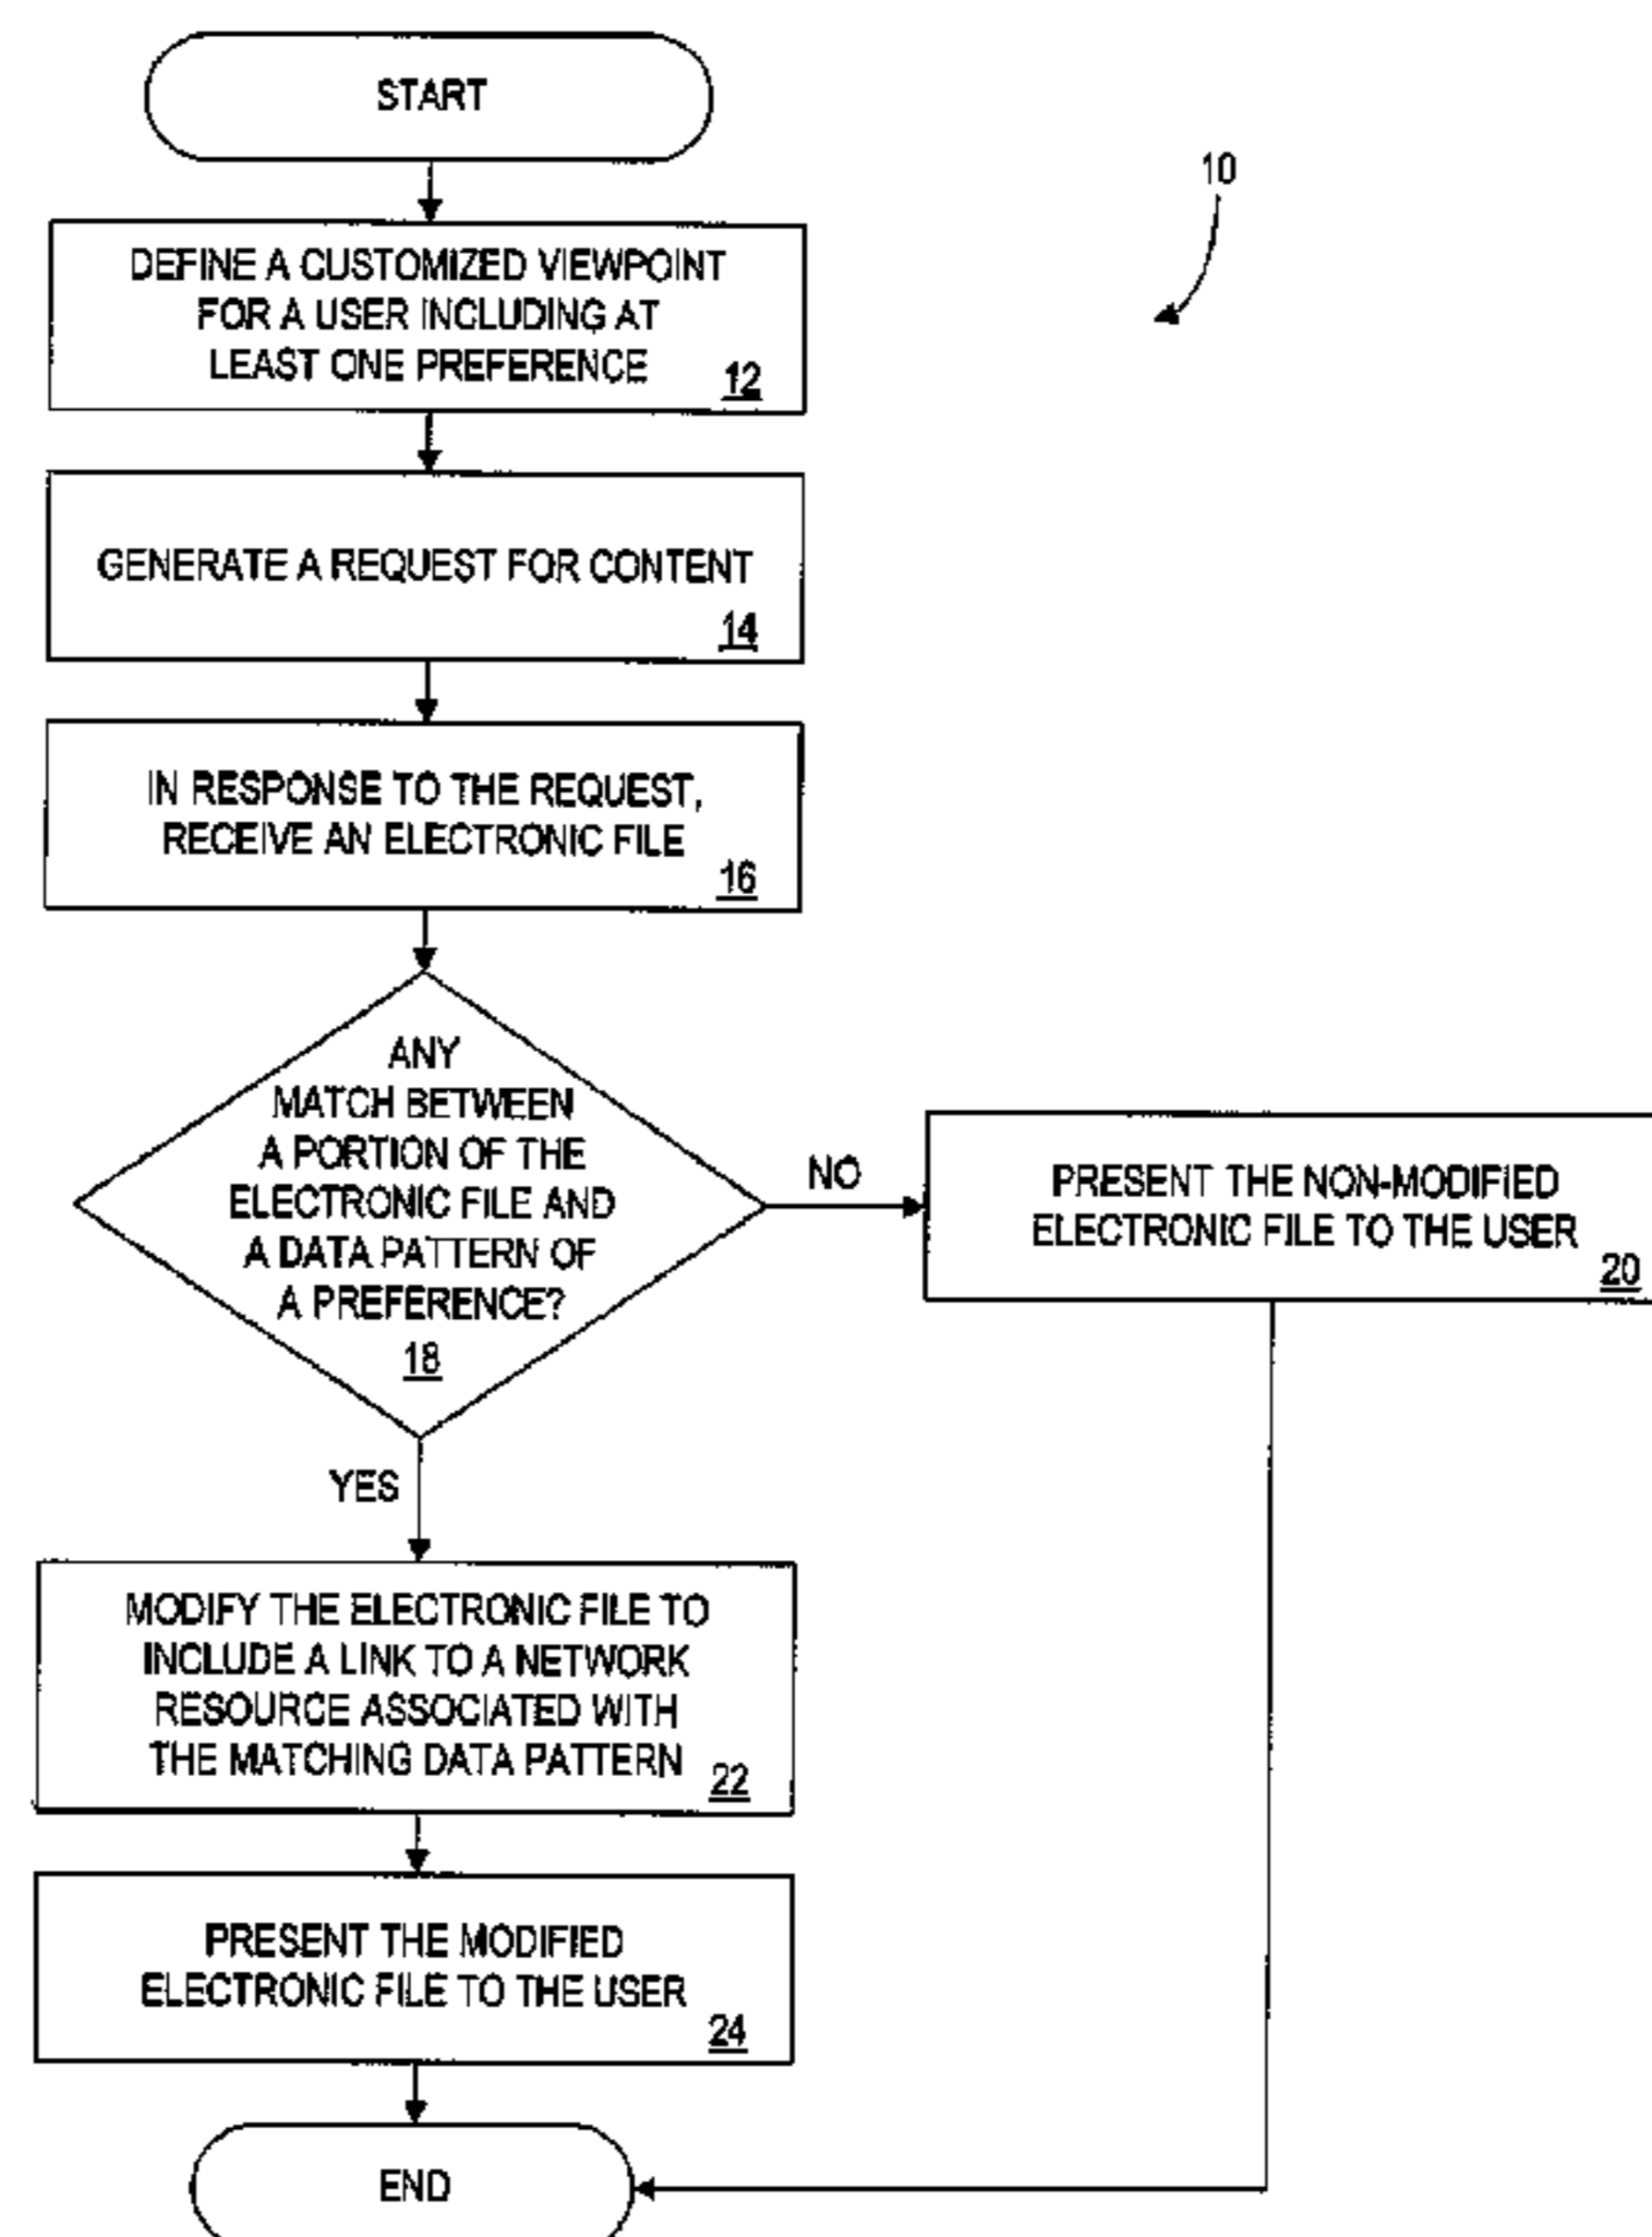 START
10
DEFINE A CUSTOMIZED VIEWPOINT
FOR A USER INCLUDING AT
LEAST ONE PREFERENCE
12
GENERATE A REQUEST FOR CONTENT
14
IN RESPONSE TO THE REQUEST,
RECEIVE AN ELECTRONIC FILE
16
ANY
MATCH BETWEEN
A PORTION OF THE
ELECTRONIC FILE AND
A DATA PATTERN OF
A PREFERENCE?
18
NO
PRESENT THE NON-MODIFIED
ELECTRONIC FILE TO THE USER
20
YES
MODIFY THE ELECTRONIC FILE TO
INCLUDE A LINK TO A NETWORK
RESOURCE ASSOCIATED WITH
THE MATCHING DATA PATTERN
22
PRESENT THE MODIFIED
ELECTRONIC FILE TO THE USER
24
END